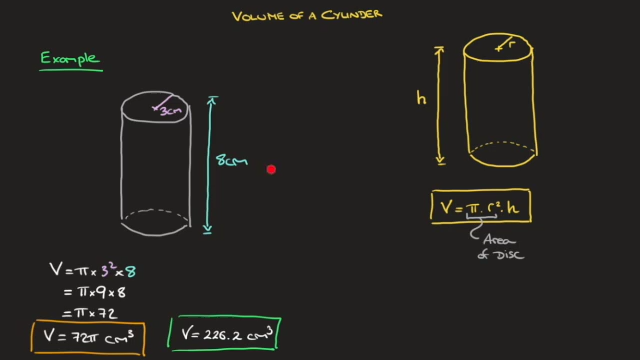 VOLUME OF A CYLINDER
Example
3cm
8cm
V = π × 3² × 8
= π × 9 × 8
= π × 72
V = 72π cm³
V = 226.2 cm³
r
h
V = π . r² . h
Area
of Disc